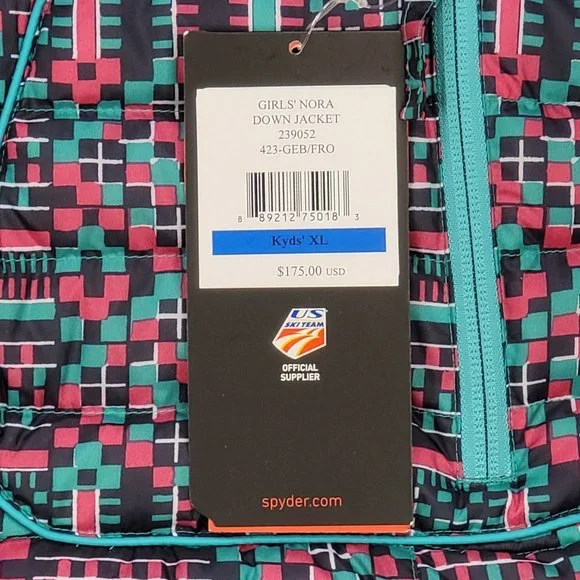 GIRLS' NORA
DOWN JACKET
239052
423-GEB/FRO
8 89212 75018 3
Kyds' XL
$175.00 USD
US
SKI TEAM
OFFICIAL
SUPPLIER
spyder.com